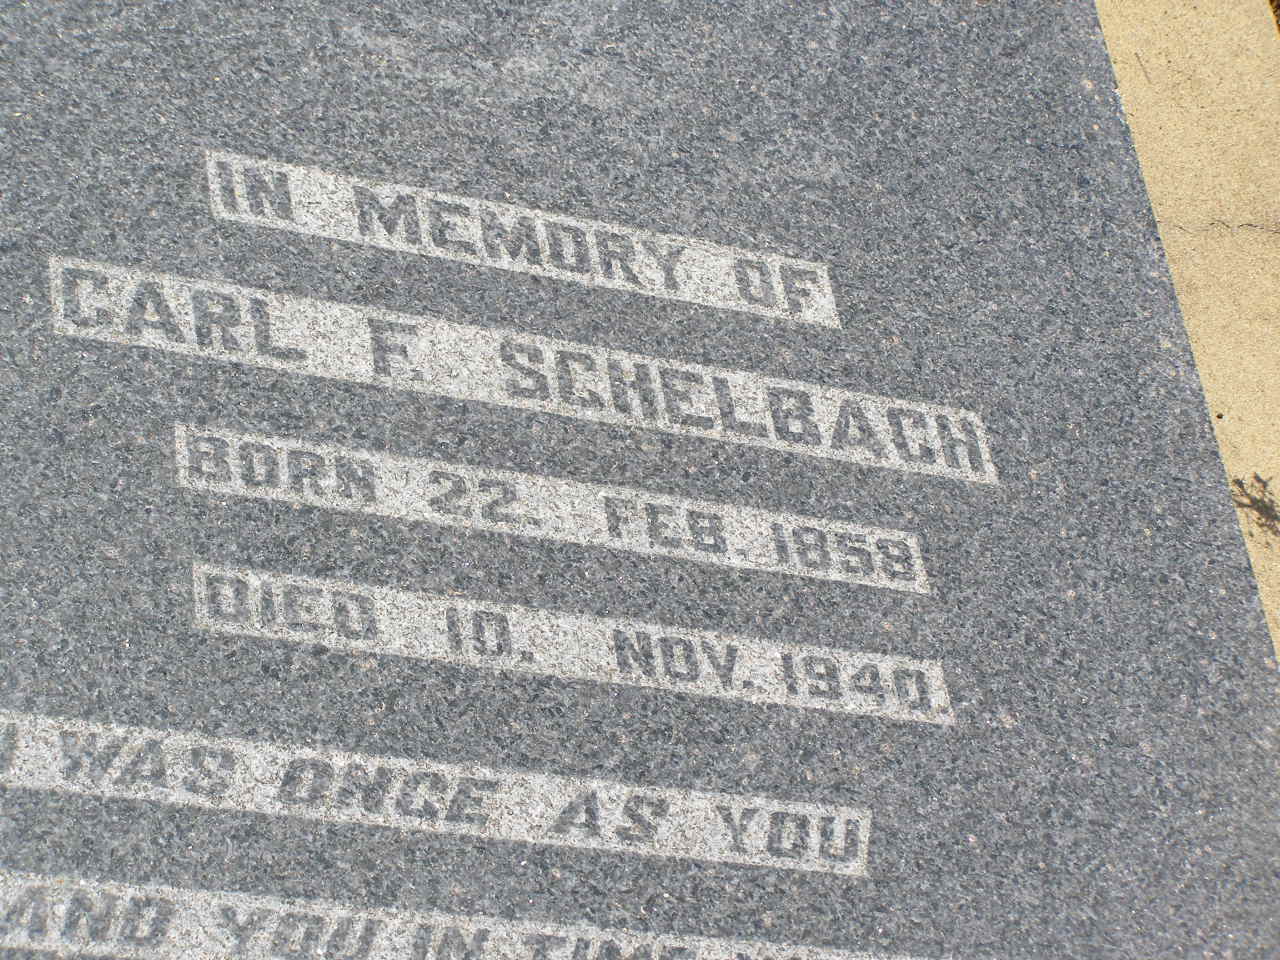 IN MEMORY OF
CARL F. SCHELBACH
BORN 22. FEB. 1859
DIED 10. NOV. 1940
I WAS ONCE AS YOU
AND YOU IN TIME